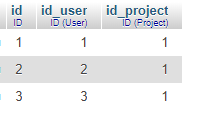 id id_user id_project
ID ID (User) ID (Project)
1 1 1
2 2 1
3 3 1